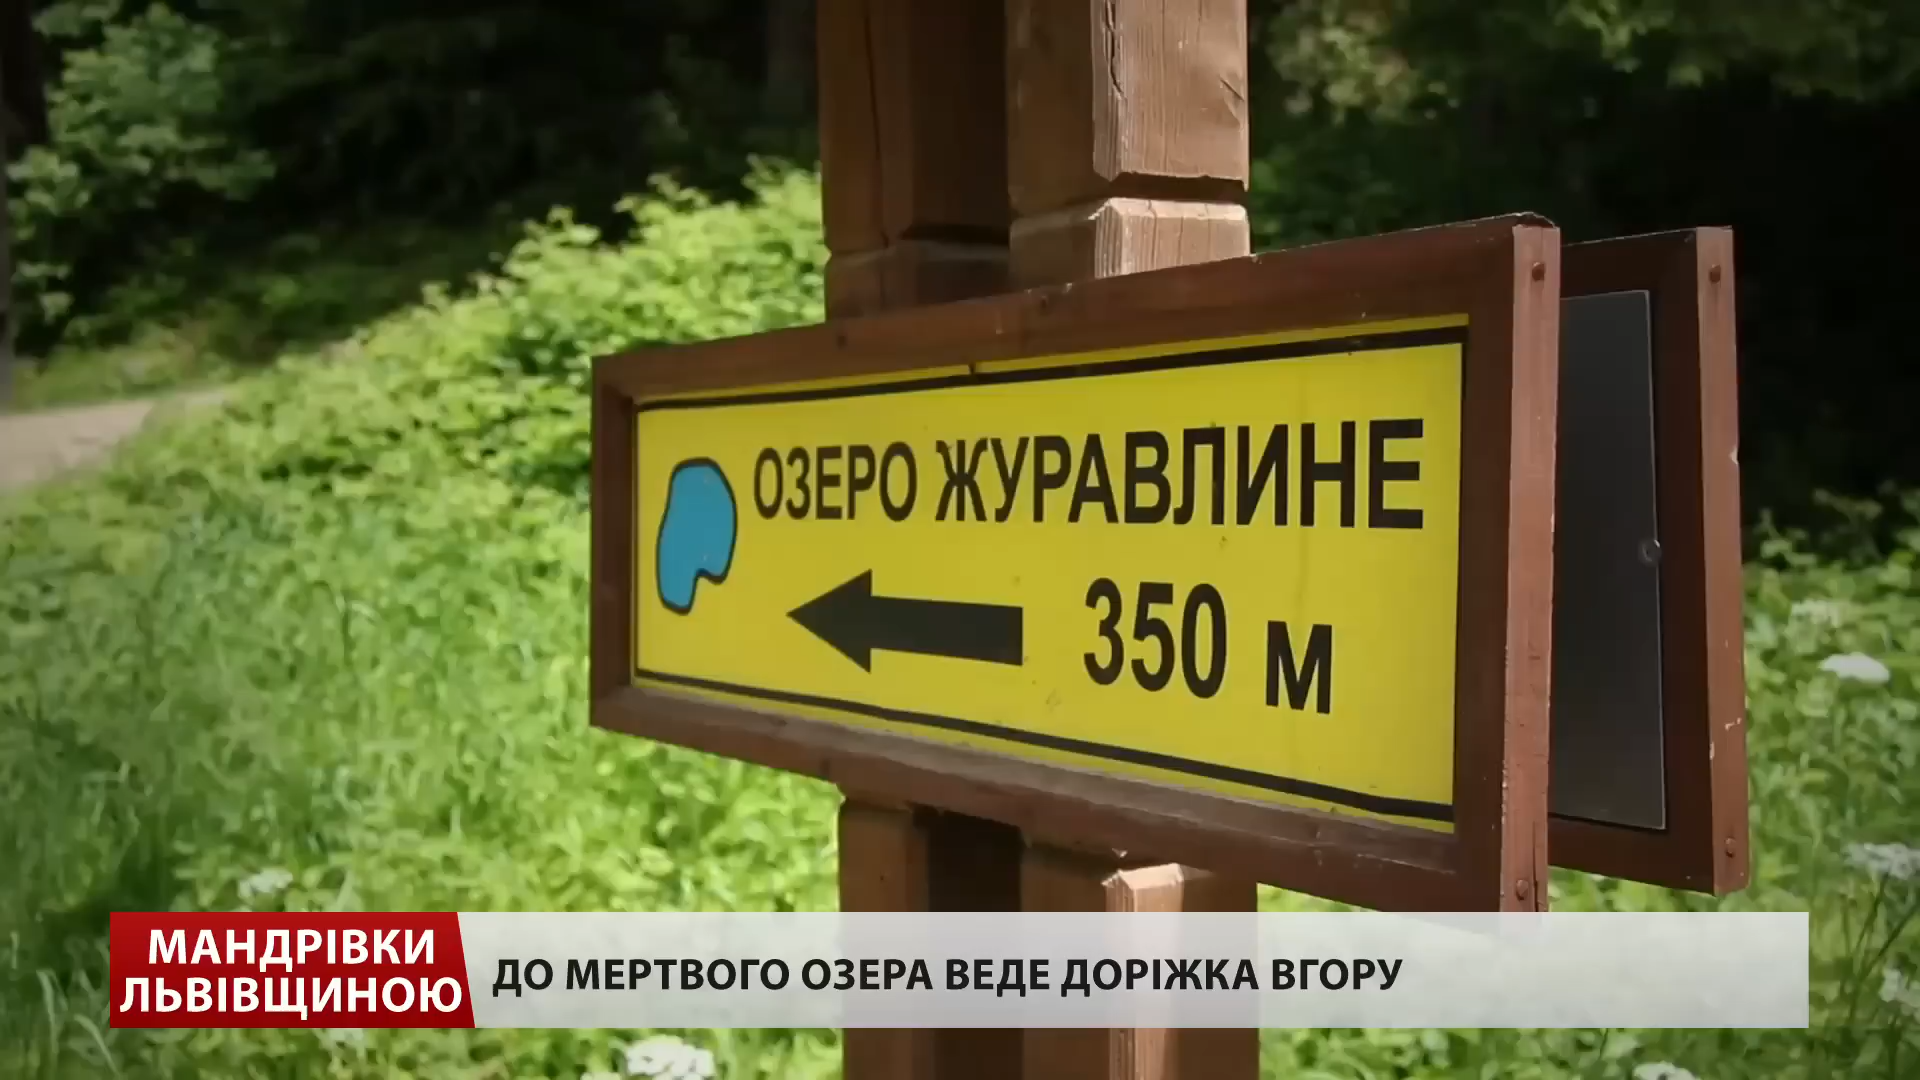 ОЗЕРО ЖУРАВЛИНЕ
350 м
МАНДРІВКИ
ЛЬВІВЩИНОЮ
ДО МЕРТВОГО ОЗЕРА ВЕДЕ ДОРІЖКА ВГОРУ